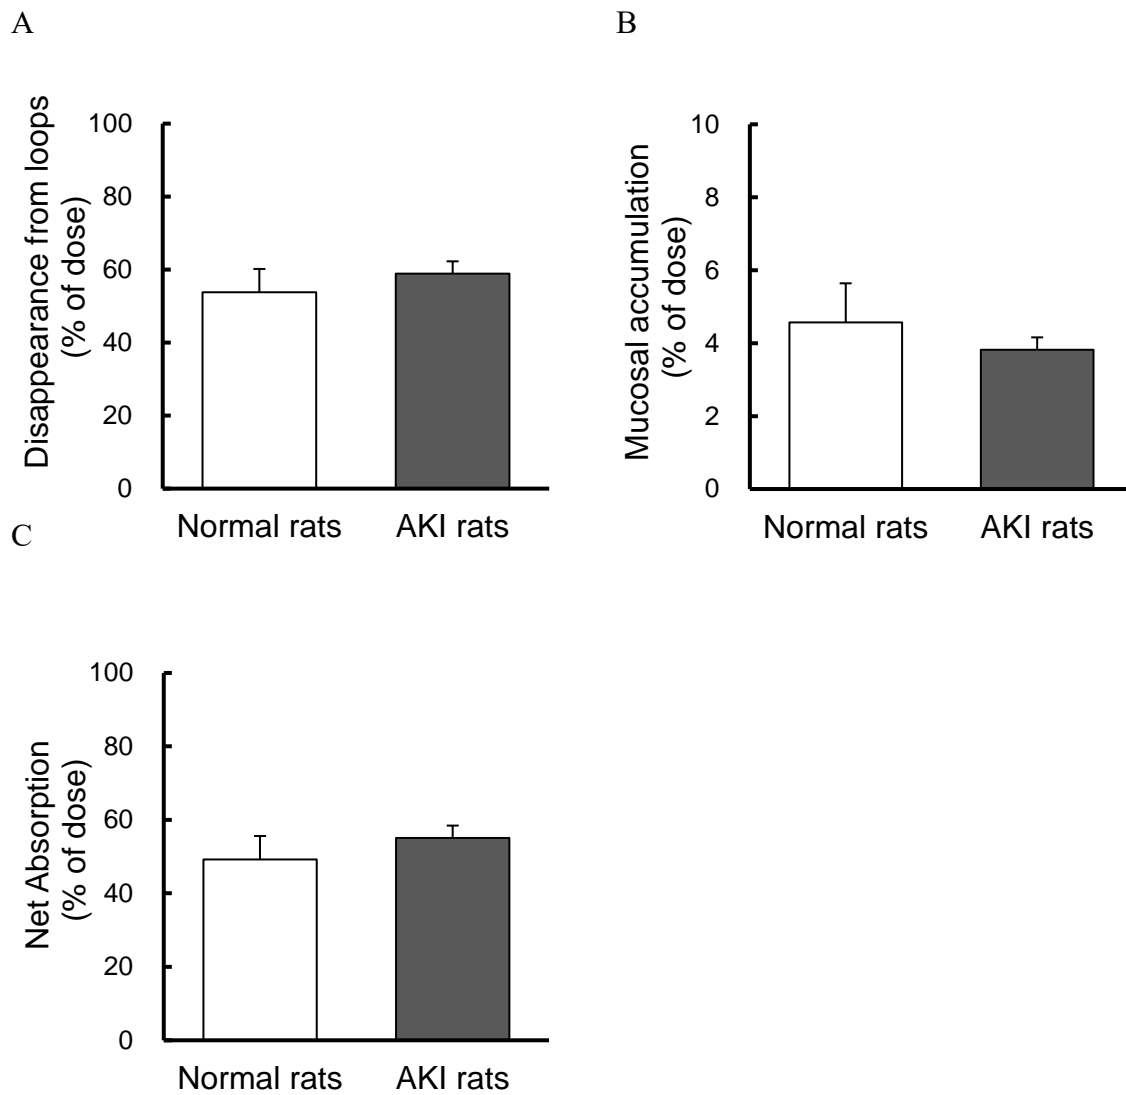 A
Disappearance from loops
(% of dose)
100
80
60
40
20
0
Normal rats
AKI rats
B
Mucosal accumulation
(% of dose)
10
8
6
4
2
0
Normal rats
AKI rats
C
Net Absorption
(% of dose)
100
80
60
40
20
0
Normal rats
AKI rats